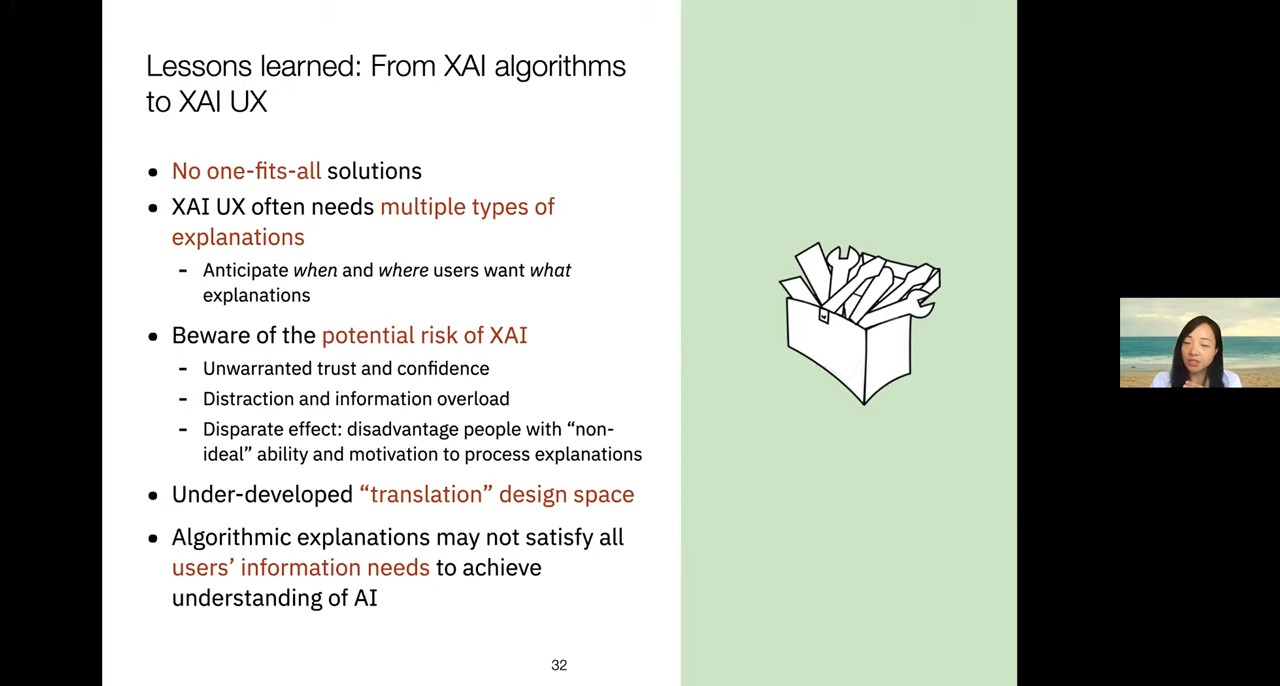 Lessons learned: From XAI algorithms
to XAI UX
• No one-fits-all solutions
• XAI UX often needs multiple types of
explanations
- Anticipate when and where users want what
explanations
• Beware of the potential risk of XAI
- Unwarranted trust and confidence
- Distraction and information overload
- Disparate effect: disadvantage people with “non-
ideal” ability and motivation to process explanations
• Under-developed “translation” design space
• Algorithmic explanations may not satisfy all
users’ information needs to achieve
understanding of AI
32